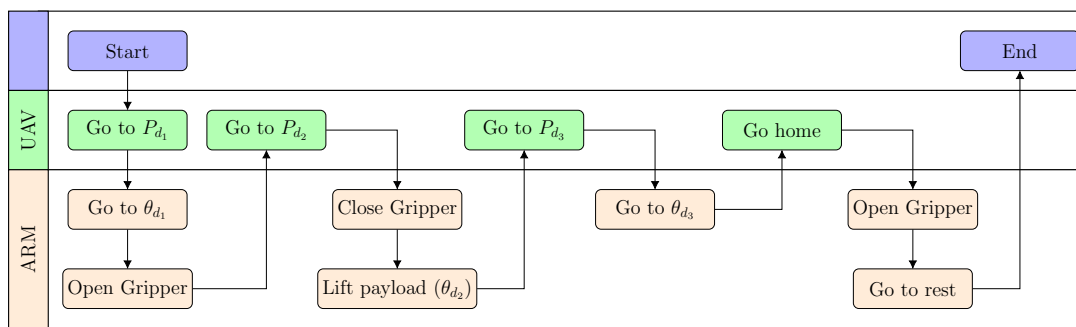 Start
End
UAV
Go to P_{d_1}
Go to P_{d_2}
Go to P_{d_3}
Go home
ARM
Go to θ_{d_1}
Close Gripper
Go to θ_{d_3}
Open Gripper
Open Gripper
Lift payload (θ_{d_2})
Go to rest